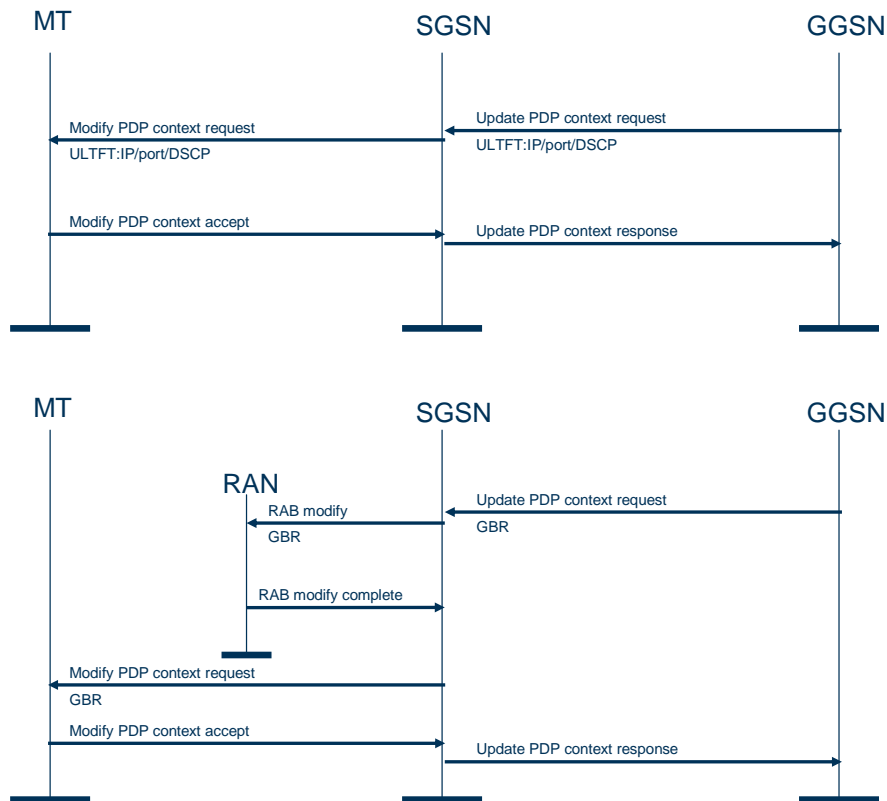 MT
SGSN
GGSN
Update PDP context request
Modify PDP context request
ULTFT:IP/port/DSCP
ULTFT:IP/port/DSCP
Modify PDP context accept
Update PDP context response
MT
SGSN
GGSN
RAN
Update PDP context request
RAB modify
GBR
GBR
RAB modify complete
Modify PDP context request
GBR
Modify PDP context accept
Update PDP context response